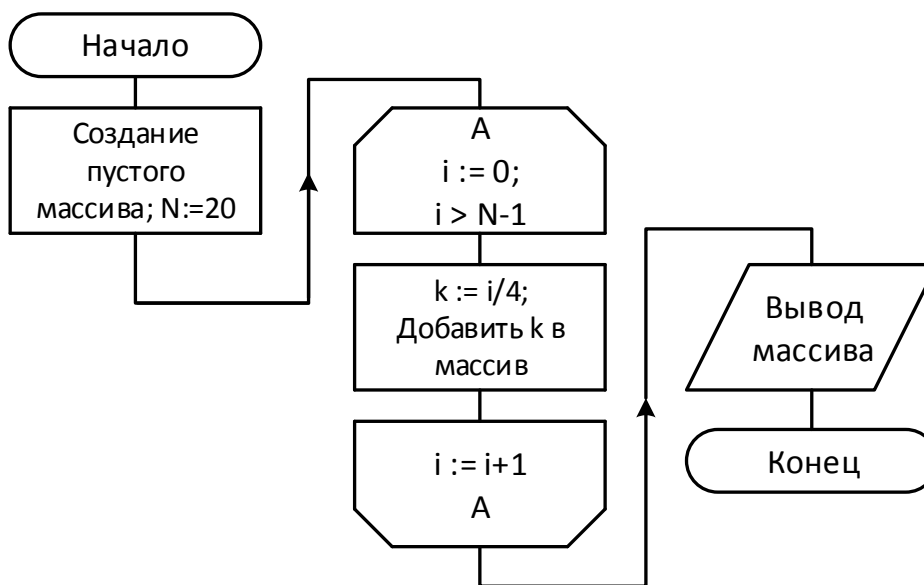 Начало
Создание
пустого
массива; N:=20
А
i := 0;
i > N-1
k := i/4;
Добавить k в
массив
i := i+1
А
Вывод
массива
Конец